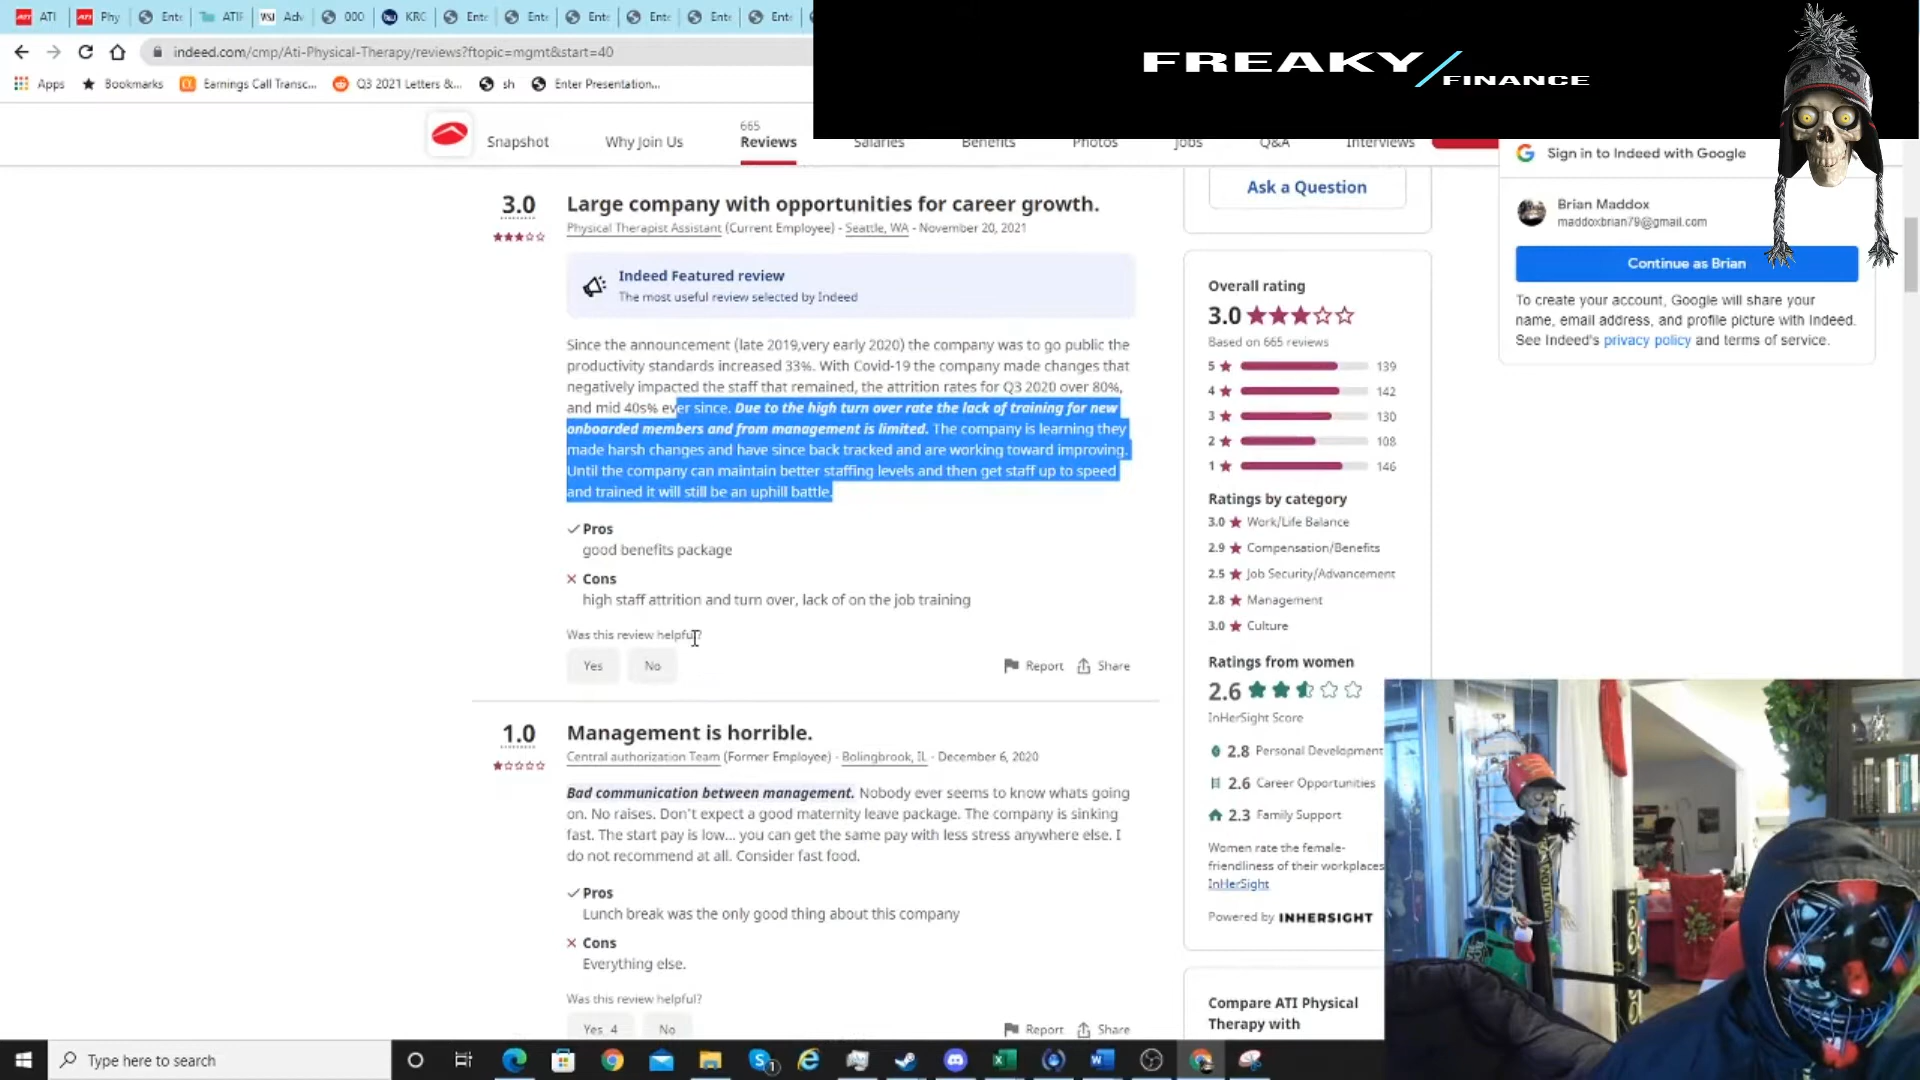 ATI
Phy
Ente
ATIP
WSJ
Adv
000
KRC
Ente
Ente
Ente
Ente
Ente
Ente
indeed.com/cmp/Ati-Physical-Therapy/reviews?ftopic=mgmt&start=40
Apps
Bookmarks
Earnings Call Transc...
Q3 2021 Letters &...
sh
Enter Presentation...
FREAKY/FINANCE
Snapshot
Why Join Us
665
Reviews
Salaries
Benefits
Photos
Jobs
Q&A
Interviews
3.0
Large company with opportunities for career growth.
Physical Therapist Assistant (Current Employee) - Seattle, WA - November 20, 2021
Indeed Featured review
The most useful review selected by Indeed
Since the announcement (late 2019,very early 2020) the company was to go public the
productivity standards increased 33%. With Covid-19 the company made changes that
negatively impacted the staff that remained, the attrition rates for Q3 2020 over 80%,
and mid 40s% ever since. Due to the high turn over rate the lack of training for new
onboarded members and from management is limited. The company is learning they
made harsh changes and have since back tracked and are working toward improving.
Until the company can maintain better staffing levels and then get staff up to speed
and trained it will still be an uphill battle.
Pros
good benefits package
Cons
high staff attrition and turn over, lack of on the job training
Was this review helpful?
Yes
No
Report
Share
1.0
Management is horrible.
Central authorization Team (Former Employee) - Bolingbrook, IL - December 6, 2020
Bad communication between management. Nobody ever seems to know whats going
on. No raises. Don't expect a good maternity leave package. The company is sinking
fast. The start pay is low... you can get the same pay with less stress anywhere else. I
do not recommend at all. Consider fast food.
Pros
Lunch break was the only good thing about this company
Cons
Everything else.
Was this review helpful?
Yes 4
No
Report
Share
Ask a Question
Overall rating
3.0
Based on 665 reviews
5 139
4 142
3 130
2 108
1 146
Ratings by category
3.0 Work/Life Balance
2.9 Compensation/Benefits
2.5 Job Security/Advancement
2.8 Management
3.0 Culture
Ratings from women
2.6
InHerSight Score
2.8 Personal Development
2.6 Career Opportunities
2.3 Family Support
Women rate the female-
friendliness of their workplaces
InHerSight
Powered by INHERSIGHT
Compare ATI Physical
Therapy with
Sign in to Indeed with Google
Brian Maddox
maddoxbrian79@gmail.com
Continue as Brian
To create your account, Google will share your
name, email address, and profile picture with Indeed.
See Indeed's privacy policy and terms of service.
Type here to search